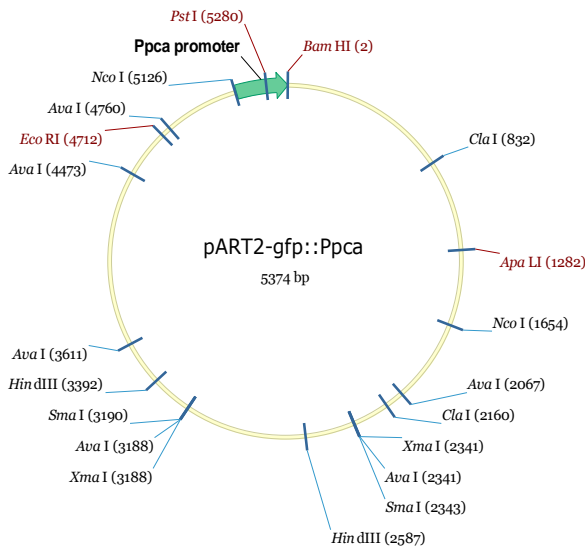 Pst I (5280)
Bam HI (2)
Ppca promoter
Nco I (5126)
Ava I (4760)
Eco RI (4712)
Ava I (4473)
Cla I (832)
Apa LI (1282)
pART2-gfp::Ppca
5374 bp
Nco I (1654)
Ava I (3611)
Hin dIII (3392)
Sma I (3190)
Ava I (3188)
Xma I (3188)
Ava I (2067)
Cla I (2160)
Xma I (2341)
Ava I (2341)
Sma I (2343)
Hin dIII (2587)